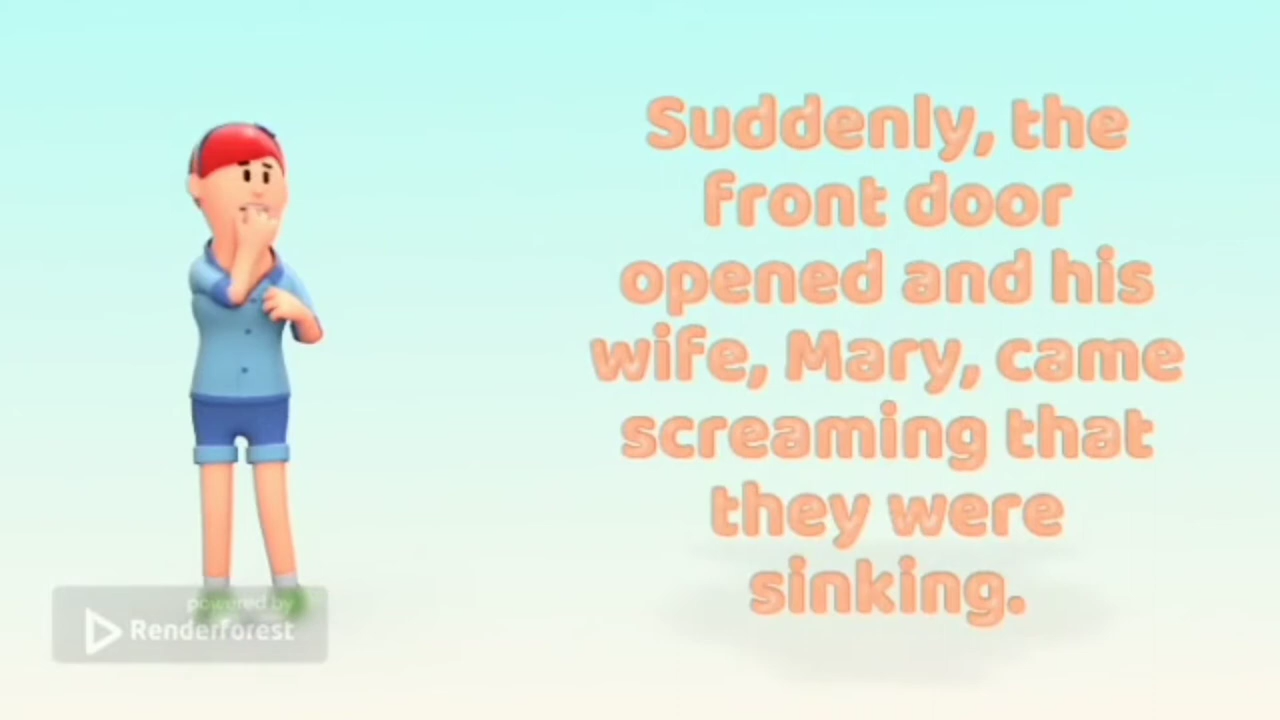 Suddenly, the
front door
opened and his
wife, Mary, came
screaming that
they were
sinking.
powered by
Renderforest